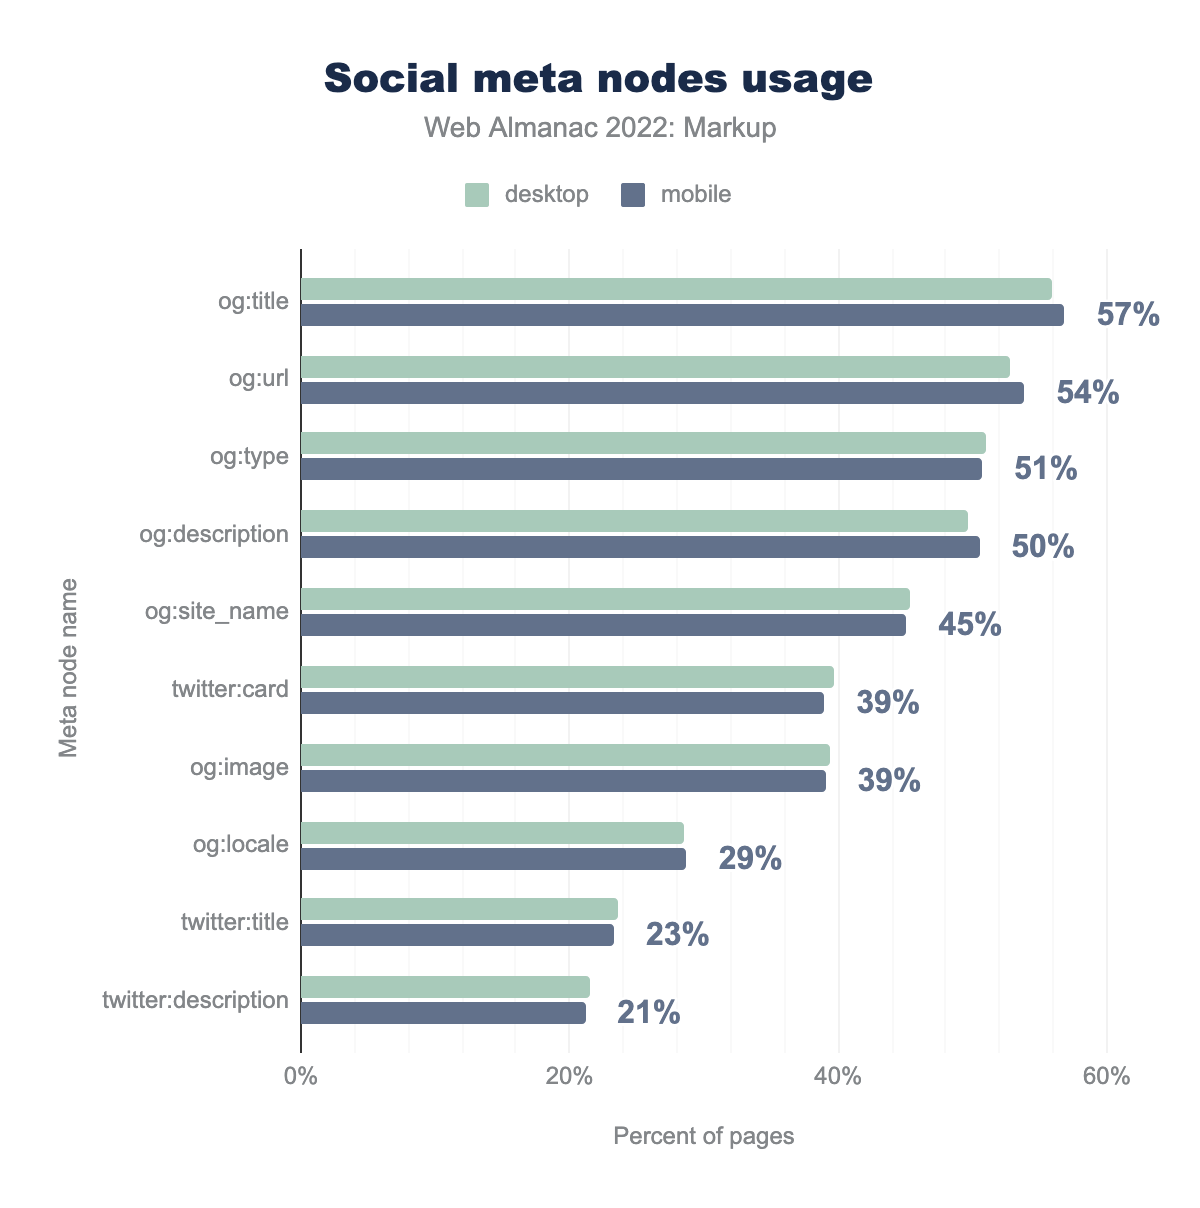 Social meta nodes usage
Web Almanac 2022: Markup
desktop
mobile
Meta node name
og:title
57%
og:url
54%
og:type
51%
og:description
50%
og:site_name
45%
twitter:card
39%
og:image
39%
og:locale
29%
twitter:title
23%
twitter:description
21%
0%
20%
40%
60%
Percent of pages